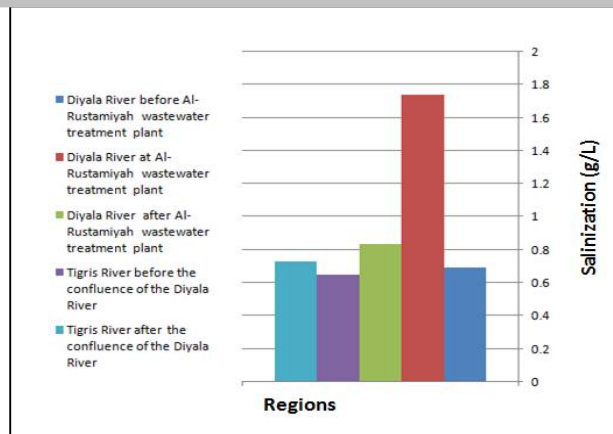 Diyala River before Al-
Rustamiyah wastewater
treatment plant
Diyala River at Al-
Rustamiyah wastewater
treatment plant
Diyala River after Al-
Rustamiyah wastewater
treatment plant
Tigris River before the
confluence of the Diyala
River
Tigris River after the
confluence of the Diyala
River
2
1.8
1.6
1.4
1.2
1
0.8
0.6
0.4
0.2
0
Salinization (g/L)
Regions